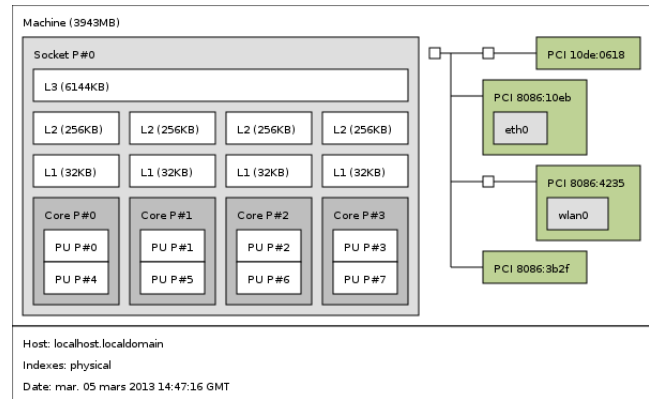 Machine (3943MB)
Socket P#0
L3 (6144KB)
L2 (256KB) L2 (256KB) L2 (256KB) L2 (256KB)
L1 (32KB) L1 (32KB) L1 (32KB) L1 (32KB)
Core P#0 Core P#1 Core P#2 Core P#3
PU P#0 PU P#1 PU P#2 PU P#3
PU P#4 PU P#5 PU P#6 PU P#7
PCI 10de:0618
PCI 8086:10eb
eth0
PCI 8086:4235
wlan0
PCI 8086:3b2f
Host: localhost.localdomain
Indexes: physical
Date: mar. 05 mars 2013 14:47:16 GMT